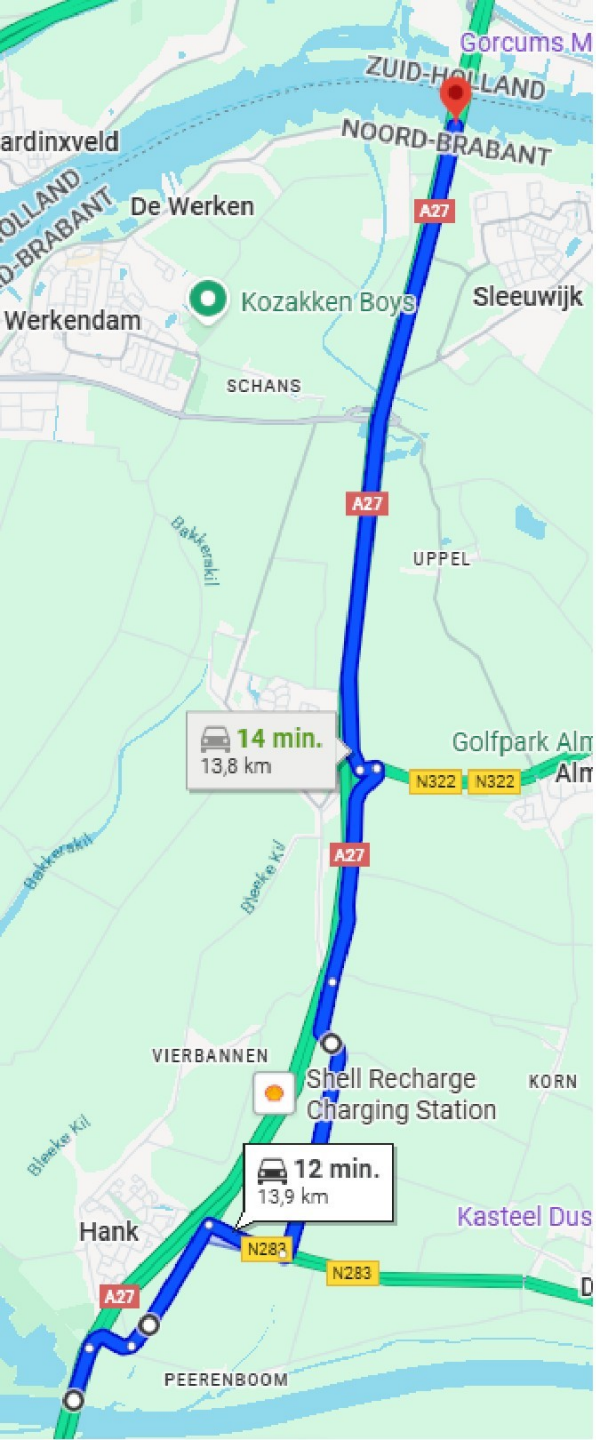 Gorcums M
ZUID-HOLLAND
NOORD-BRABANT
ardinxveld
OLLAND
D-BRABANT
De Werken
A27
Kozakken Boys
Sleeuwijk
Werkendam
SCHANS
A27
Bakkerskil
UPPEL
14 min.
13,8 km
Golfpark Alm
N322
N322
Alm
A27
Bakkerskil
Bleeke Kil
VIERBANNEN
Shell Recharge
Charging Station
KORN
Bleeke Kil
12 min.
13,9 km
Kasteel Dus
Hank
N283
N283
D
A27
PEERENBOOM